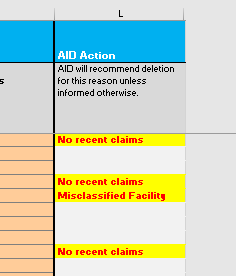 L
AID Action
AID will recommend deletion
for this reason unless
informed otherwise.
No recent claims
No recent claims
Misclassified Facility
No recent claims